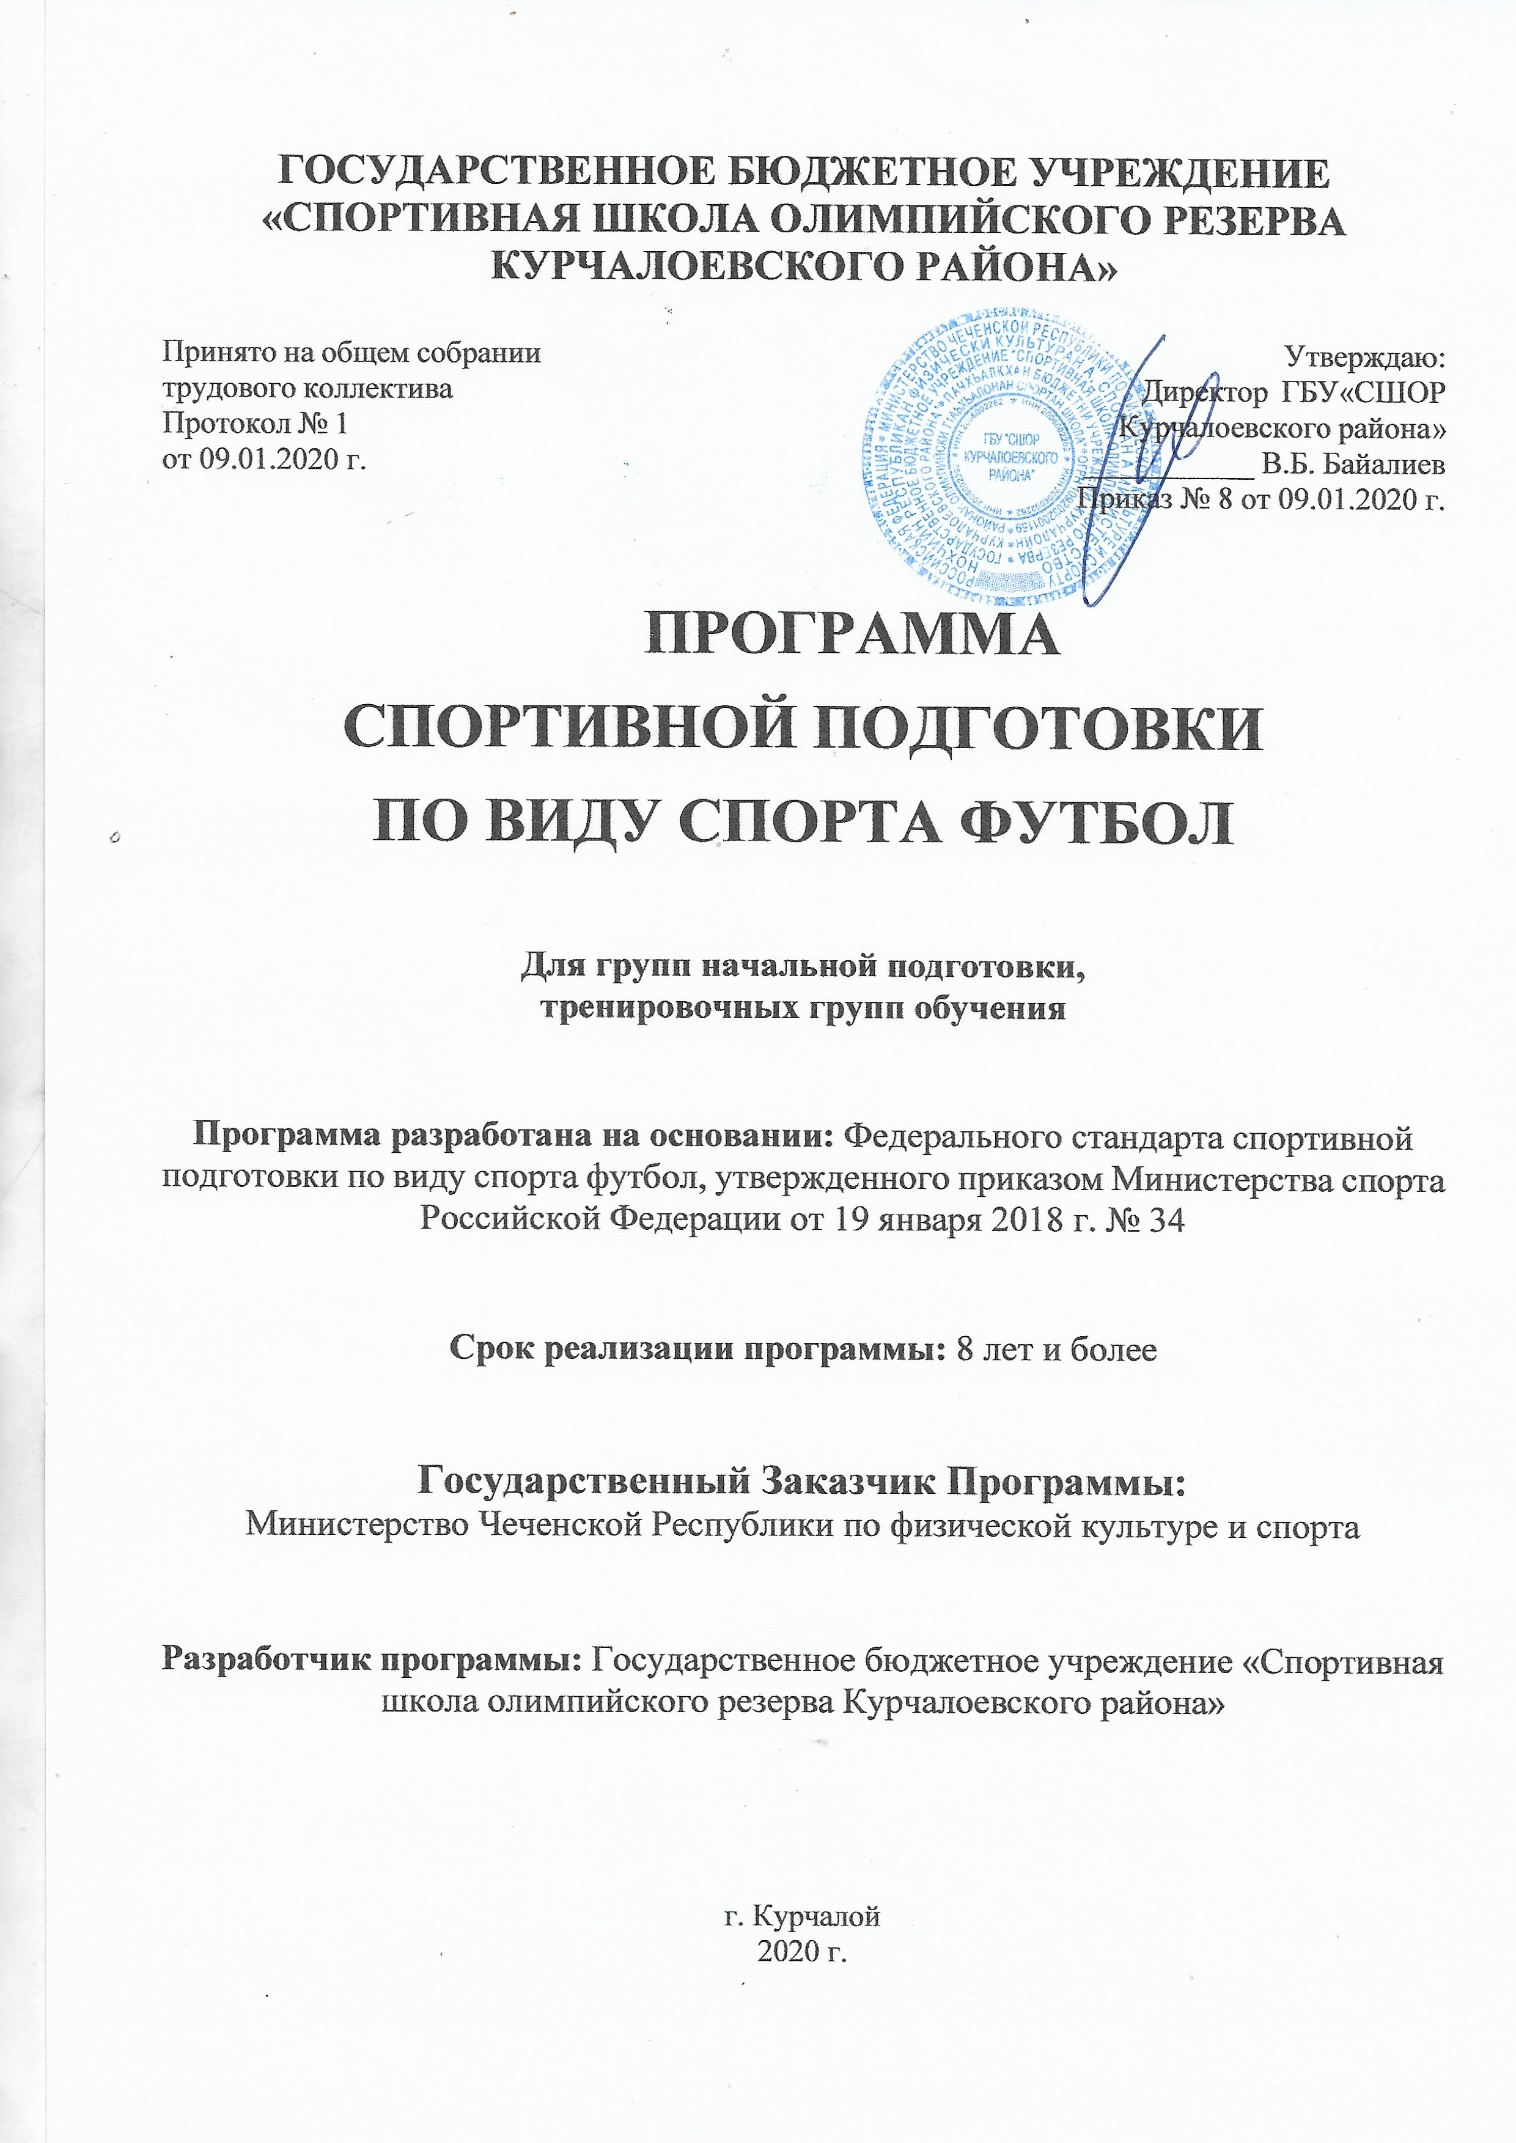 ГОСУДАРСТВЕННОЕ БЮДЖЕТНОЕ УЧРЕЖДЕНИЕ
«СПОРТИВНАЯ ШКОЛА ОЛИМПИЙСКОГО РЕЗЕРВА
КУРЧАЛОЕВСКОГО РАЙОНА»
Принято на общем собрании
трудового коллектива
Протокол № 1
от 09.01.2020 г.
Утверждаю:
Директор ГБУ«СШОР
Курчалоевского района»
____________ В.Б. Байалиев
Приказ № 8 от 09.01.2020 г.
ГБУ "СШОР
КУРЧАЛОЕВСКОГО
РАЙОНА"
ПРОГРАММА
СПОРТИВНОЙ ПОДГОТОВКИ
ПО ВИДУ СПОРТА ФУТБОЛ
Для групп начальной подготовки,
тренировочных групп обучения
Программа разработана на основании: Федерального стандарта спортивной
подготовки по виду спорта футбол, утвержденного приказом Министерства спорта
Российской Федерации от 19 января 2018 г. № 34
Срок реализации программы: 8 лет и более
Государственный Заказчик Программы:
Министерство Чеченской Республики по физической культуре и спорта
Разработчик программы: Государственное бюджетное учреждение «Спортивная
школа олимпийского резерва Курчалоевского района»
г. Курчалой
2020 г.